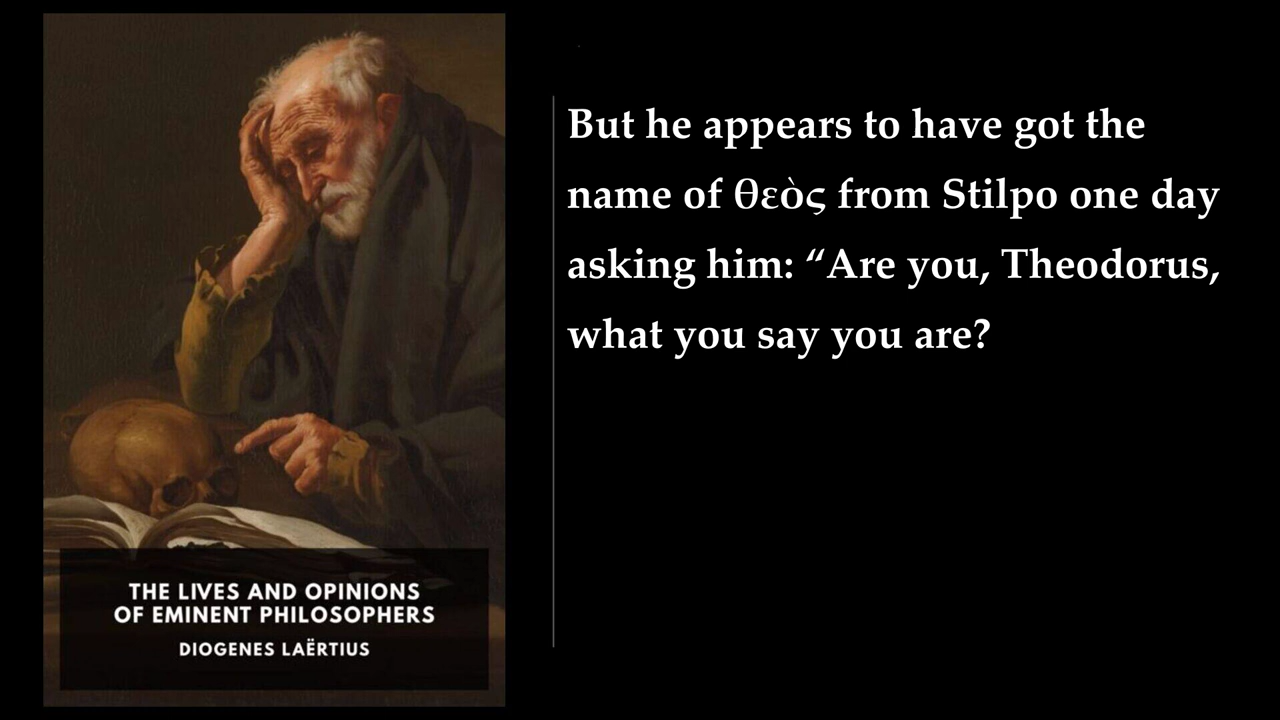 THE LIVES AND OPINIONS
OF EMINENT PHILOSOPHERS
DIOGENES LAËRTIUS
But he appears to have got the
name of θεὸς from Stilpo one day
asking him: “Are you, Theodorus,
what you say you are?